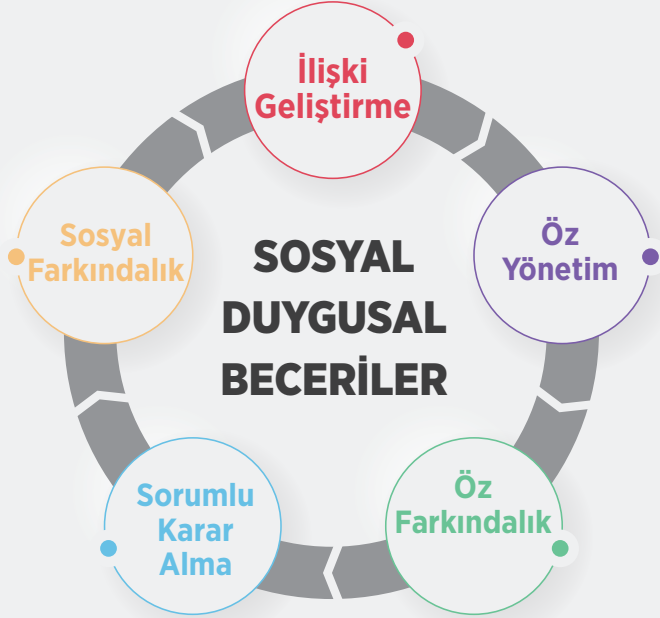 İlişki
Geliştirme
Sosyal
Farkındalık
SOSYAL
DUYGUSAL
BECERİLER
Öz
Yönetim
Sorumlu
Karar
Alma
Öz
Farkındalık